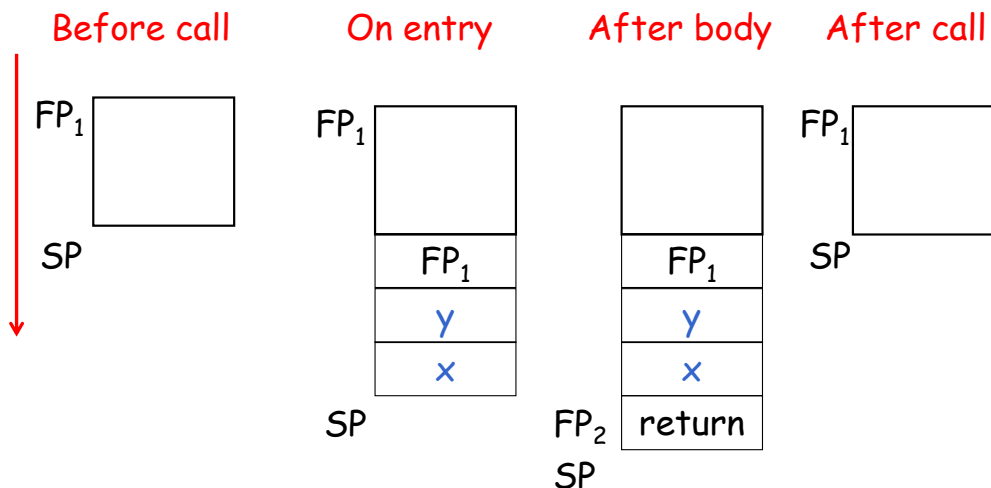 Before call
On entry
After body
After call
FP₁
SP
FP₁
FP₁
y
x
SP
FP₁
y
x
FP₂
return
SP
FP₁
SP